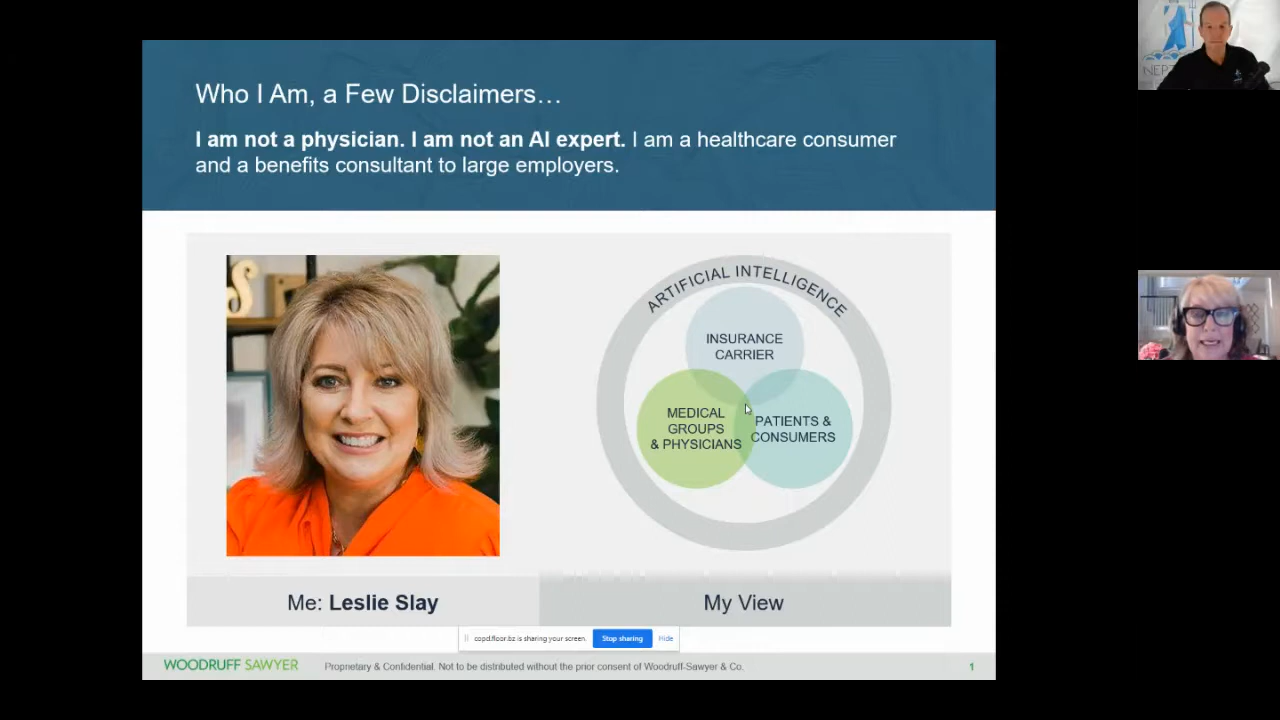 Who I Am, a Few Disclaimers…
I am not a physician. I am not an AI expert. I am a healthcare consumer
and a benefits consultant to large employers.
ARTIFICIAL INTELLIGENCE
INSURANCE
CARRIER
MEDICAL
GROUPS
& PHYSICIANS
PATIENTS &
CONSUMERS
Me: Leslie Slay
My View
copd.floor.bz is sharing your screen.
Stop sharing
Hide
WOODRUFF SAWYER
Proprietary & Confidential. Not to be distributed without the prior consent of Woodruff-Sawyer & Co.
1